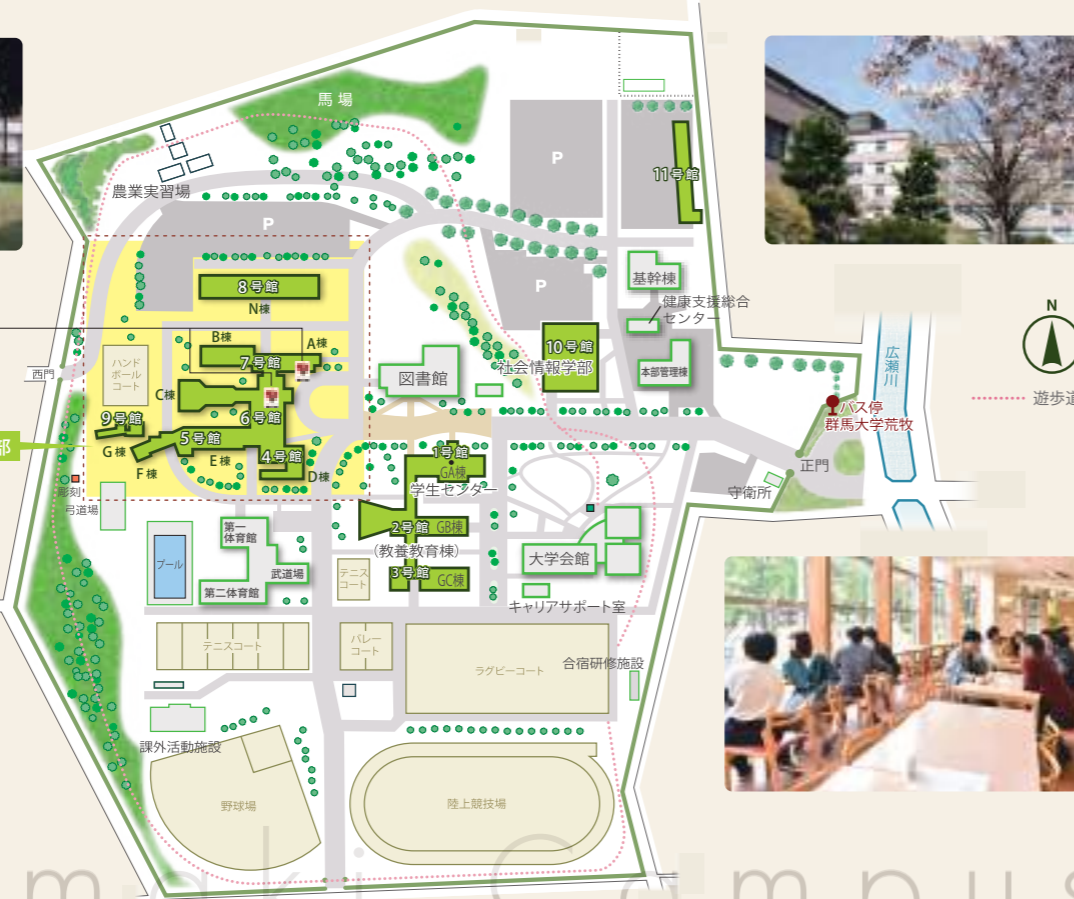 馬場
P
11号館
農業実習場
P
基幹棟
P
健康支援総合
センター
8号館
N棟
N
B棟
A棟
7号館
10号館
社会情報学部
広瀬川
西門
ハンド
ボール
コート
図書館
本部管理棟
C棟
遊歩道
バス停
群馬大学荒牧
9号館
6号館
5号館
G棟
部
E棟
4号館
F棟
D棟
1号館
GA棟
学生センター
正門
守衛所
彫刻
弓道場
第一
体育館
2号館
GB棟
(教養教育棟)
大学会館
プール
武道場
テニス
コート
3号館
GC棟
第二体育館
キャリアサポート室
テニスコート
バレー
コート
ラグビーコート
合宿研修施設
課外活動施設
野球場
陸上競技場
maki Campus